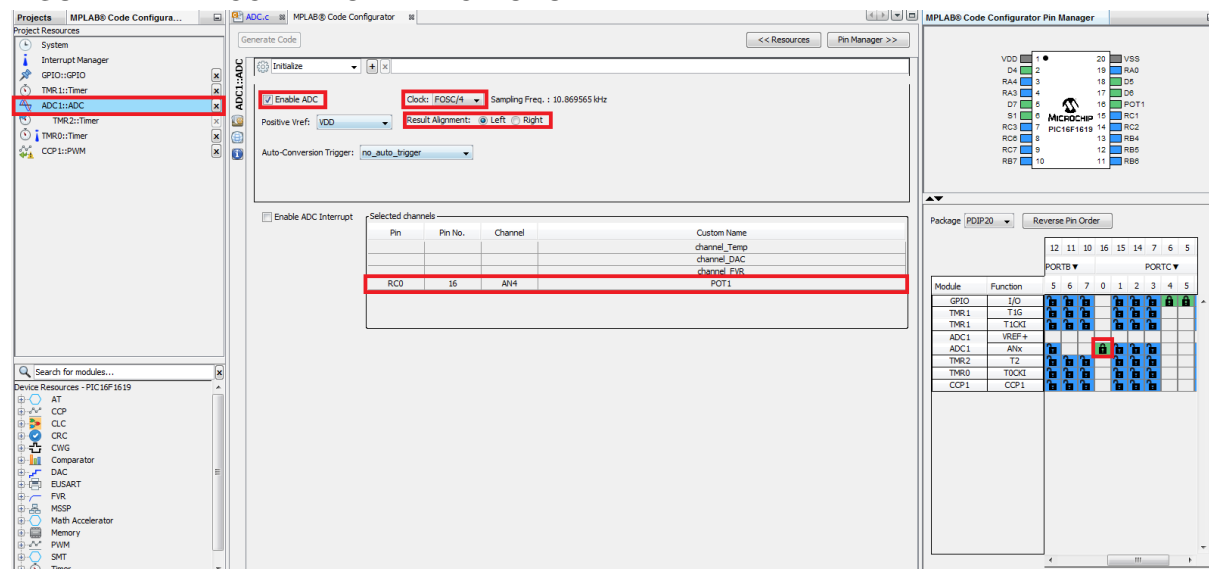 Projects MPLAB® Code Configura...
Project Resources
System
Interrupt Manager
GPIO::GPIO
TMR1::Timer
ADC1::ADC
TMR2::Timer
TMR0::Timer
CCP1::PWM
Search for modules...
Device Resources - PIC16F1619
AT
CCP
CLC
CRC
CWG
Comparator
DAC
EUSART
FVR
MSSP
Math Accelerator
Memory
PWM
SMT
Timer
ADC.c MPLAB® Code Configurator
Generate Code << Resources Pin Manager >>
ADC1::ADC
Initialize
Enable ADC Clock: FOSC/4 Sampling Freq. : 10.869565 kHz
Positive Vref: VDD Result Alignment: Left Right
Auto-Conversion Trigger: no_auto_trigger
Enable ADC Interrupt Selected channels
Pin Pin No. Channel Custom Name
channel_Temp
channel_DAC
channel_FVR
RC0 16 AN4 POT1
MPLAB® Code Configurator Pin Manager
VDD 1 20 VSS
D4 2 19 RA0
RA4 3 18 D5
RA3 4 17 D6
D7 5 16 POT1
S1 6 MICROCHIP 15 RC1
RC3 7 PIC16F1619 14 RC2
RC6 8 13 RB4
RC7 9 12 RB5
RB7 10 11 RB6
Package PDIP20 Reverse Pin Order
12 11 10 16 15 14 7 6 5
PORTB▼ PORTC▼
Module Function 5 6 7 0 1 2 3 4 5
GPIO I/O
TMR1 T1G
TMR1 T1CKI
ADC1 VREF+
ADC1 ANx
TMR2 T2
TMR0 T0CKI
CCP1 CCP1